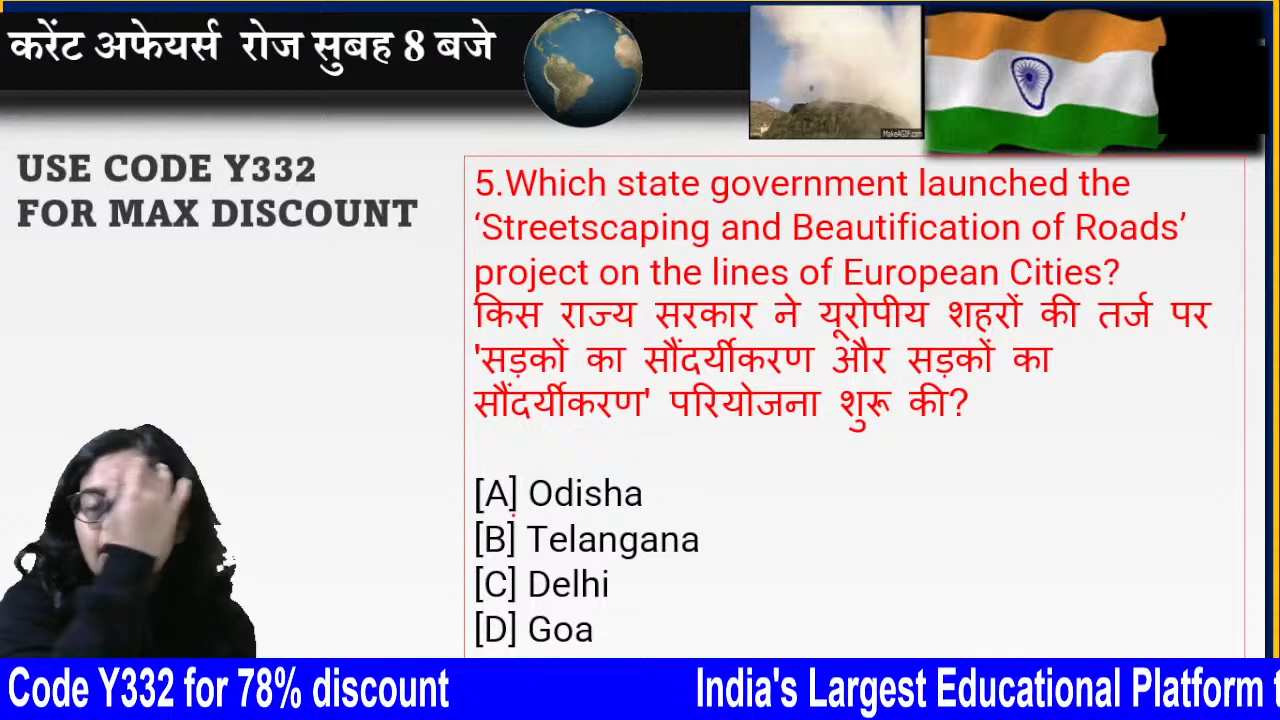 करेंट अफेयर्स रोज सुबह 8 बजे
MakeAGIF.com
USE CODE Y332
FOR MAX DISCOUNT
5.Which state government launched the
‘Streetscaping and Beautification of Roads’
project on the lines of European Cities?
किस राज्य सरकार ने यूरोपीय शहरों की तर्ज पर
'सड़कों का सौंदर्यीकरण और सड़कों का
सौंदर्यीकरण' परियोजना शुरू की?
[A] Odisha
[B] Telangana
[C] Delhi
[D] Goa
Code Y332 for 78% discount India's Largest Educational Platform